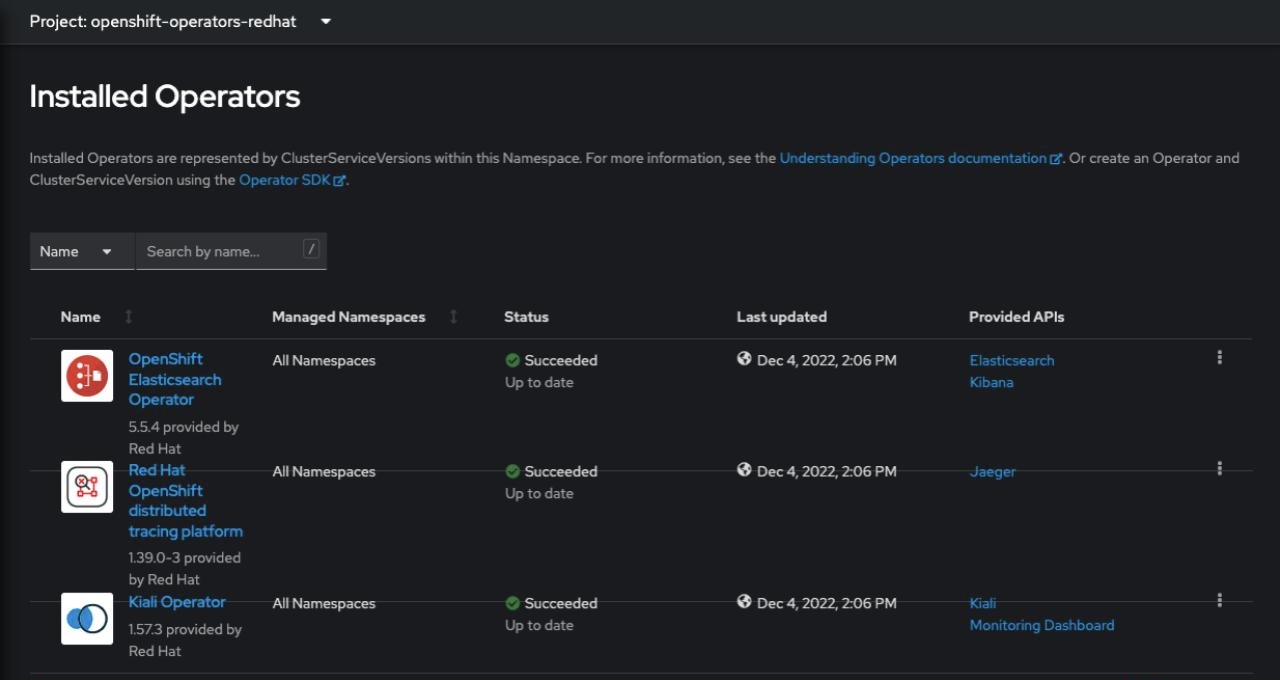 Project: openshift-operators-redhat
Installed Operators
Installed Operators are represented by ClusterServiceVersions within this Namespace. For more information, see the Understanding Operators documentation. Or create an Operator and
ClusterServiceVersion using the Operator SDK.
Name Search by name... /
Name Managed Namespaces Status Last updated Provided APIs
OpenShift All Namespaces Succeeded Dec 4, 2022, 2:06 PM Elasticsearch
Elasticsearch Up to date Kibana
Operator
5.5.4 provided by
Red Hat
Red Hat All Namespaces Succeeded Dec 4, 2022, 2:06 PM Jaeger
OpenShift Up to date
distributed
tracing platform
1.39.0-3 provided
by Red Hat
Kiali Operator All Namespaces Succeeded Dec 4, 2022, 2:06 PM Kiali
1.57.3 provided by Up to date Monitoring Dashboard
Red Hat